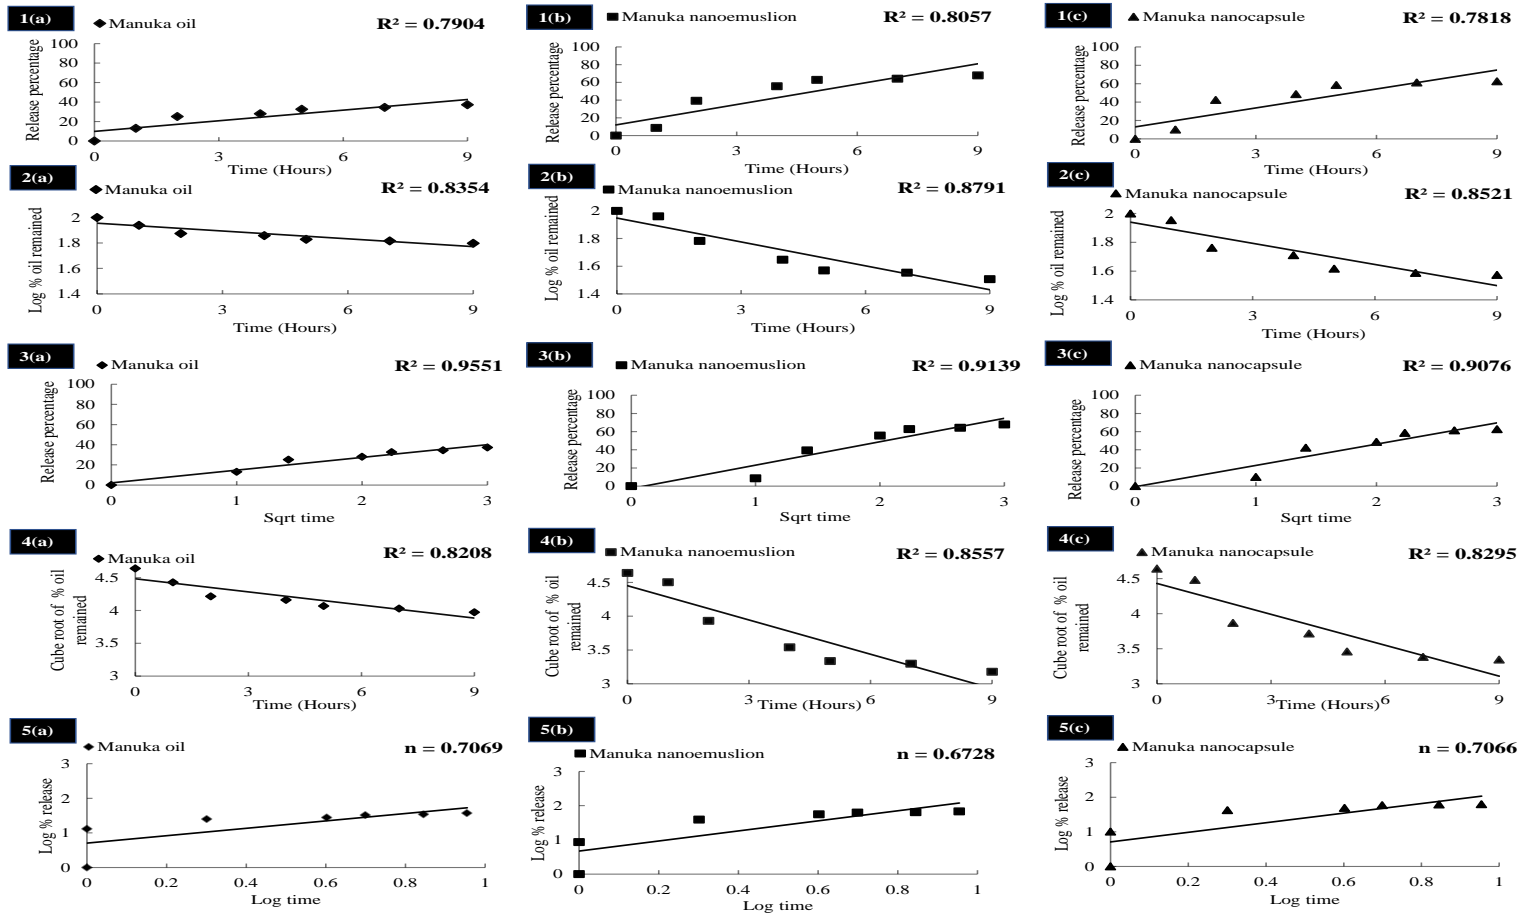 1(a)
Manuka oil
R² = 0.7904
Release percentage
100
80
60
40
20
0
0
3
6
9
Time (Hours)
1(b)
Manuka nanoemuslion
R² = 0.8057
Release percentage
100
80
60
40
20
0
0
3
6
9
Time (Hours)
1(c)
Manuka nanocapsule
R² = 0.7818
Release percentage
100
80
60
40
20
0
0
3
6
9
Time (Hours)
2(a)
Manuka oil
R² = 0.8354
Log % oil remained
2
1.8
1.6
1.4
0
3
6
9
Time (Hours)
2(b)
Manuka nanoemuslion
R² = 0.8791
Log % oil remained
2
1.8
1.6
1.4
0
3
6
9
Time (Hours)
2(c)
Manuka nanocapsule
R² = 0.8521
Log % oil remained
2
1.8
1.6
1.4
0
3
6
9
Time (Hours)
3(a)
Manuka oil
R² = 0.9551
Release percentage
100
80
60
40
20
0
0
1
2
3
Sqrt time
3(b)
Manuka nanoemuslion
R² = 0.9139
Release percentage
100
80
60
40
20
0
0
1
2
3
Sqrt time
3(c)
Manuka nanocapsule
R² = 0.9076
Release percentage
100
80
60
40
20
0
0
1
2
3
Sqrt time
4(a)
Manuka oil
R² = 0.8208
Cube root of % oil
remained
4.5
4
3.5
3
0
3
6
9
Time (Hours)
4(b)
Manuka nanoemuslion
R² = 0.8557
Cube root of % oil
remained
4.5
4
3.5
3
0
3
6
9
Time (Hours)
4(c)
Manuka nanocapsule
R² = 0.8295
Cube root of % oil
remained
4.5
4
3.5
3
0
3
6
9
Time (Hours)
5(a)
Manuka oil
n = 0.7069
Log % release
3
2
1
0
0
0.2
0.4
0.6
0.8
1
Log time
5(b)
Manuka nanoemuslion
n = 0.6728
Log % release
3
2
1
0
0
0.2
0.4
0.6
0.8
1
Log time
5(c)
Manuka nanocapsule
n = 0.7066
Log % release
3
2
1
0
0
0.2
0.4
0.6
0.8
1
Log time